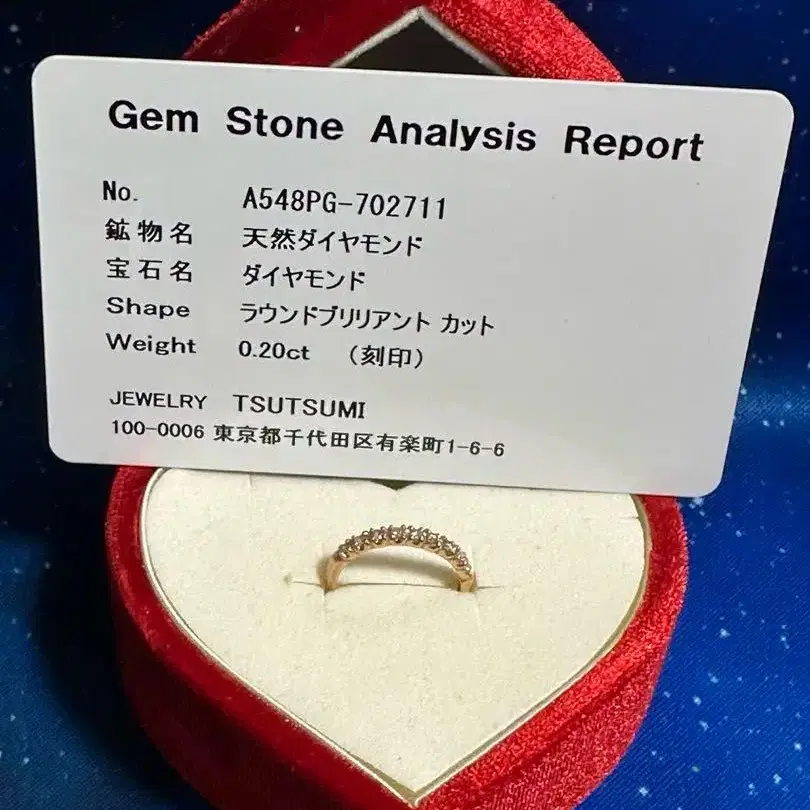 Gem Stone Analysis Report
No. A548PG-702711
鉱物名 天然ダイヤモンド
宝石名 ダイヤモンド
Shape ラウンドブリリアント カット
Weight 0.20ct （刻印）
JEWELRY TSUTSUMI
100-0006 東京都千代田区有楽町1-6-6